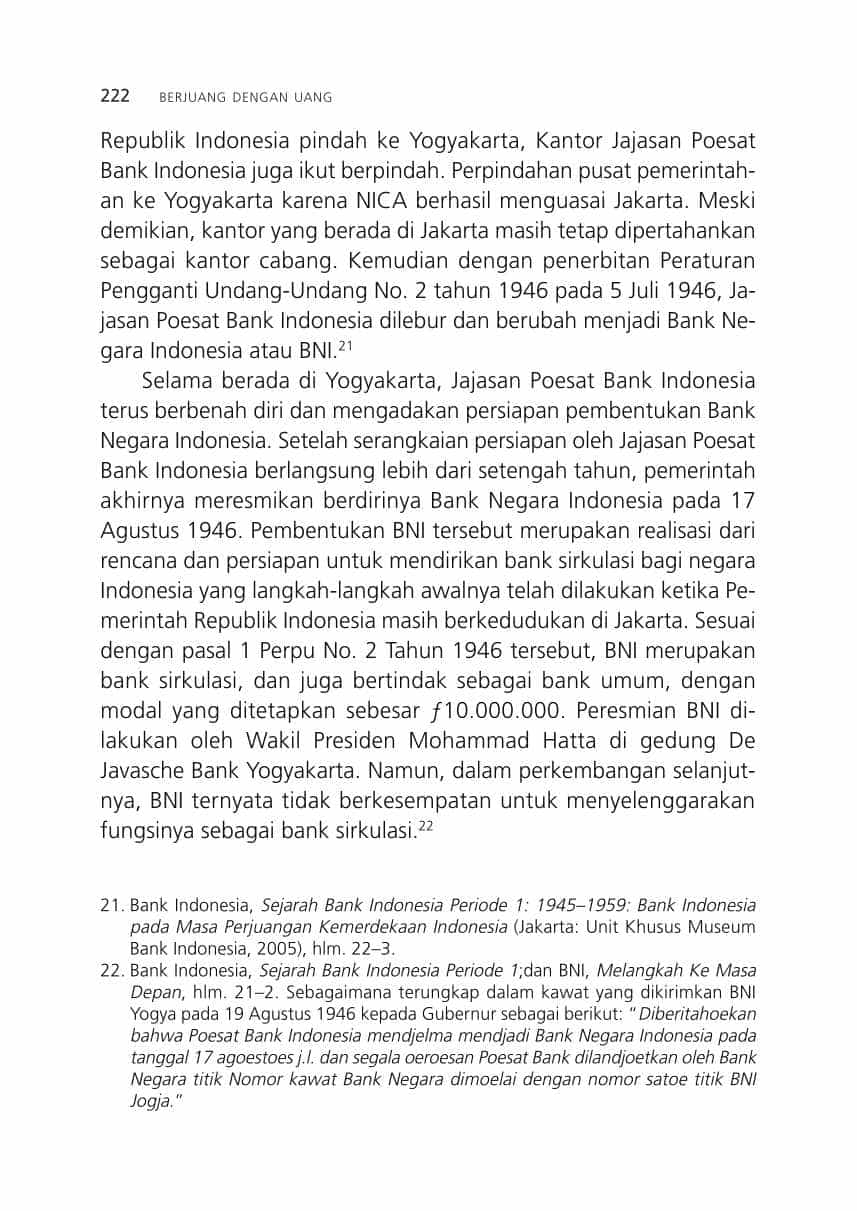 222 BERJUANG DENGAN UANG
Republik Indonesia pindah ke Yogyakarta, Kantor Jajasan Poesat
Bank Indonesia juga ikut berpindah. Perpindahan pusat pemerintah-
an ke Yogyakarta karena NICA berhasil menguasai Jakarta. Meski
demikian, kantor yang berada di Jakarta masih tetap dipertahankan
sebagai kantor cabang. Kemudian dengan penerbitan Peraturan
Pengganti Undang-Undang No. 2 tahun 1946 pada 5 Juli 1946, Ja-
jasan Poesat Bank Indonesia dilebur dan berubah menjadi Bank Ne-
gara Indonesia atau BNI.21
Selama berada di Yogyakarta, Jajasan Poesat Bank Indonesia
terus berbenah diri dan mengadakan persiapan pembentukan Bank
Negara Indonesia. Setelah serangkaian persiapan oleh Jajasan Poesat
Bank Indonesia berlangsung lebih dari setengah tahun, pemerintah
akhirnya meresmikan berdirinya Bank Negara Indonesia pada 17
Agustus 1946. Pembentukan BNI tersebut merupakan realisasi dari
rencana dan persiapan untuk mendirikan bank sirkulasi bagi negara
Indonesia yang langkah-langkah awalnya telah dilakukan ketika Pe-
merintah Republik Indonesia masih berkedudukan di Jakarta. Sesuai
dengan pasal 1 Perpu No. 2 Tahun 1946 tersebut, BNI merupakan
bank sirkulasi, dan juga bertindak sebagai bank umum, dengan
modal yang ditetapkan sebesar ƒ10.000.000. Peresmian BNI di-
lakukan oleh Wakil Presiden Mohammad Hatta di gedung De
Javasche Bank Yogyakarta. Namun, dalam perkembangan selanjut-
nya, BNI ternyata tidak berkesempatan untuk menyelenggarakan
fungsinya sebagai bank sirkulasi.22
21. Bank Indonesia, Sejarah Bank Indonesia Periode 1: 1945–1959: Bank Indonesia
pada Masa Perjuangan Kemerdekaan Indonesia (Jakarta: Unit Khusus Museum
Bank Indonesia, 2005), hlm. 22–3.
22. Bank Indonesia, Sejarah Bank Indonesia Periode 1;dan BNI, Melangkah Ke Masa
Depan, hlm. 21–2. Sebagaimana terungkap dalam kawat yang dikirimkan BNI
Yogya pada 19 Agustus 1946 kepada Gubernur sebagai berikut: "Diberitahoekan
bahwa Poesat Bank Indonesia mendjelma mendjadi Bank Negara Indonesia pada
tanggal 17 agoestoes j.l. dan segala oeroesan Poesat Bank dilandjoetkan oleh Bank
Negara titik Nomor kawat Bank Negara dimoelai dengan nomor satoe titik BNI
Jogja."